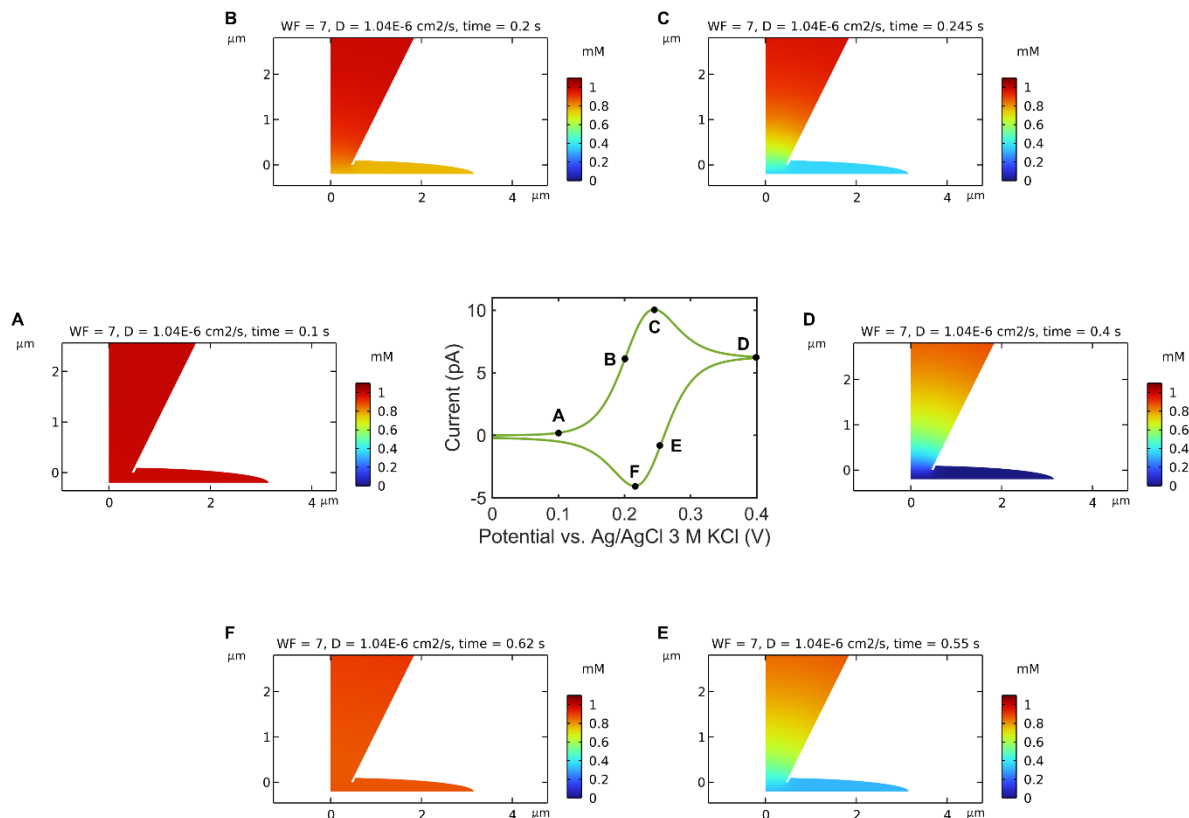 B
WF = 7, D = 1.04E-6 cm2/s, time = 0.2 s
μm
mM
2
1
0
1
0.8
0.6
0.4
0.2
0
0 2 4 μm
C
WF = 7, D = 1.04E-6 cm2/s, time = 0.245 s
μm
mM
2
1
0
1
0.8
0.6
0.4
0.2
0
0 2 4 μm
A
WF = 7, D = 1.04E-6 cm2/s, time = 0.1 s
μm
mM
2
1
0
1
0.8
0.6
0.4
0.2
0
0 2 4 μm
Current (pA)
10
5
0
-5
A
B
C
D
E
F
0 0.1 0.2 0.3 0.4
Potential vs. Ag/AgCl 3 M KCl (V)
D
WF = 7, D = 1.04E-6 cm2/s, time = 0.4 s
μm
mM
2
1
0
1
0.8
0.6
0.4
0.2
0
0 2 4 μm
F
WF = 7, D = 1.04E-6 cm2/s, time = 0.62 s
μm
mM
2
1
0
1
0.8
0.6
0.4
0.2
0
0 2 4 μm
E
WF = 7, D = 1.04E-6 cm2/s, time = 0.55 s
μm
mM
2
1
0
1
0.8
0.6
0.4
0.2
0
0 2 4 μm